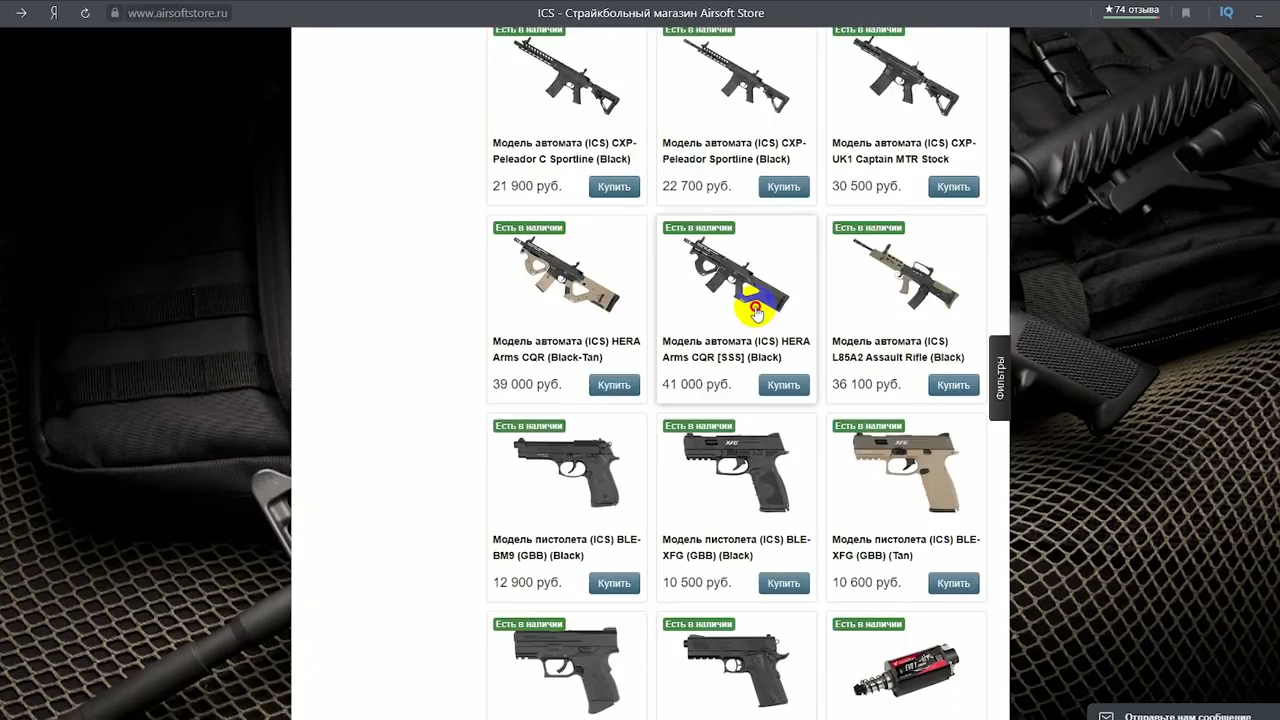 www.airsoftstore.ru
ICS - Страйкбольный магазин Airsoft Store
★74 отзыва
Есть в наличии
Есть в наличии
Есть в наличии
Модель автомата (ICS) CXP-
Peleador C Sportline (Black)
21 900 руб.
Купить
Модель автомата (ICS) CXP-
Peleador Sportline (Black)
22 700 руб.
Купить
Модель автомата (ICS) CXP-
UK1 Captain MTR Stock
30 500 руб.
Купить
Есть в наличии
Модель автомата (ICS) HERA
Arms CQR (Black-Tan)
39 000 руб.
Купить
Есть в наличии
Модель автомата (ICS) HERA
Arms CQR [SSS] (Black)
41 000 руб.
Купить
Есть в наличии
Модель автомата (ICS)
L85A2 Assault Rifle (Black)
36 100 руб.
Купить
Фильтры
Есть в наличии
Модель пистолета (ICS) BLE-
BM9 (GBB) (Black)
12 900 руб.
Купить
Есть в наличии
XFG
Модель пистолета (ICS) BLE-
XFG (GBB) (Black)
10 500 руб.
Купить
Есть в наличии
XFG
Модель пистолета (ICS) BLE-
XFG (GBB) (Tan)
10 600 руб.
Купить
Есть в наличии
Есть в наличии
Есть в наличии
Отправьте нам сообщение